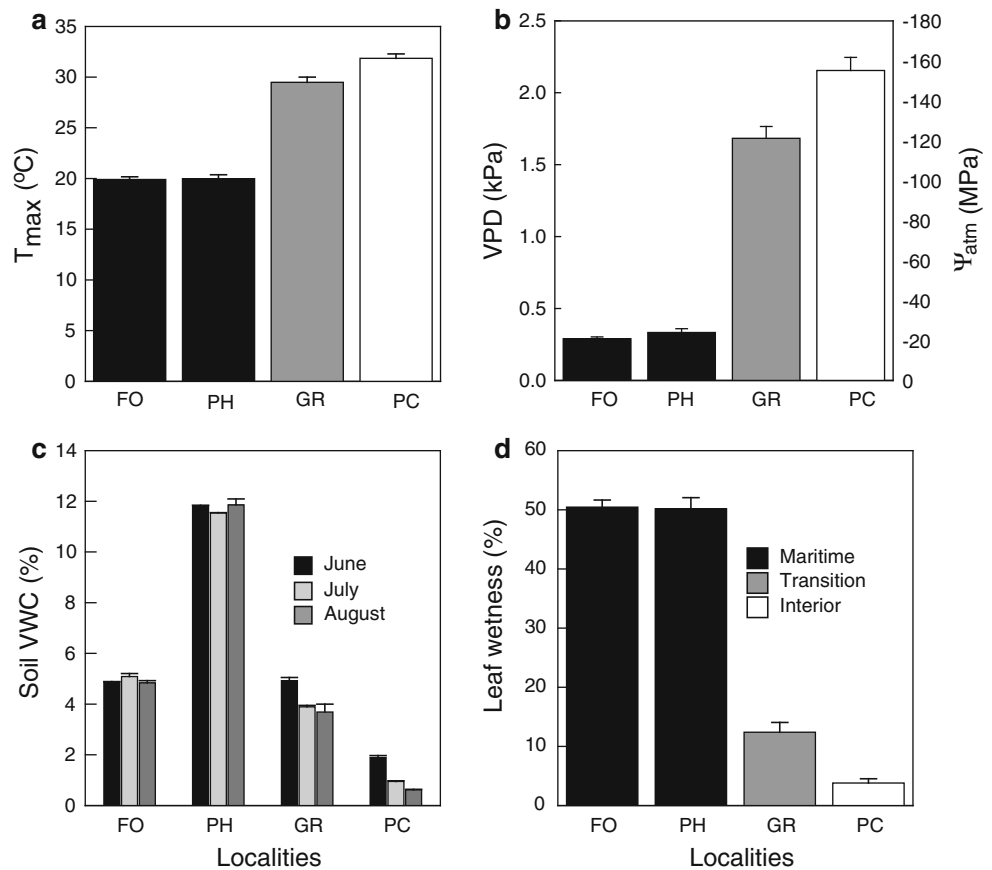 a
35
30
25
20
15
10
5
0
T max (ºC)
FO PH GR PC
b
2.5
2.0
1.5
1.0
0.5
0.0
VPD (kPa)
-180
-160
-140
-120
-100
-80
-60
-40
-20
0
Ψatm (MPa)
FO PH GR PC
c
14
12
10
8
6
4
2
0
Soil VWC (%)
June
July
August
FO PH GR PC
Localities
d
60
50
40
30
20
10
0
Leaf wetness (%)
Maritime
Transition
Interior
FO PH GR PC
Localities